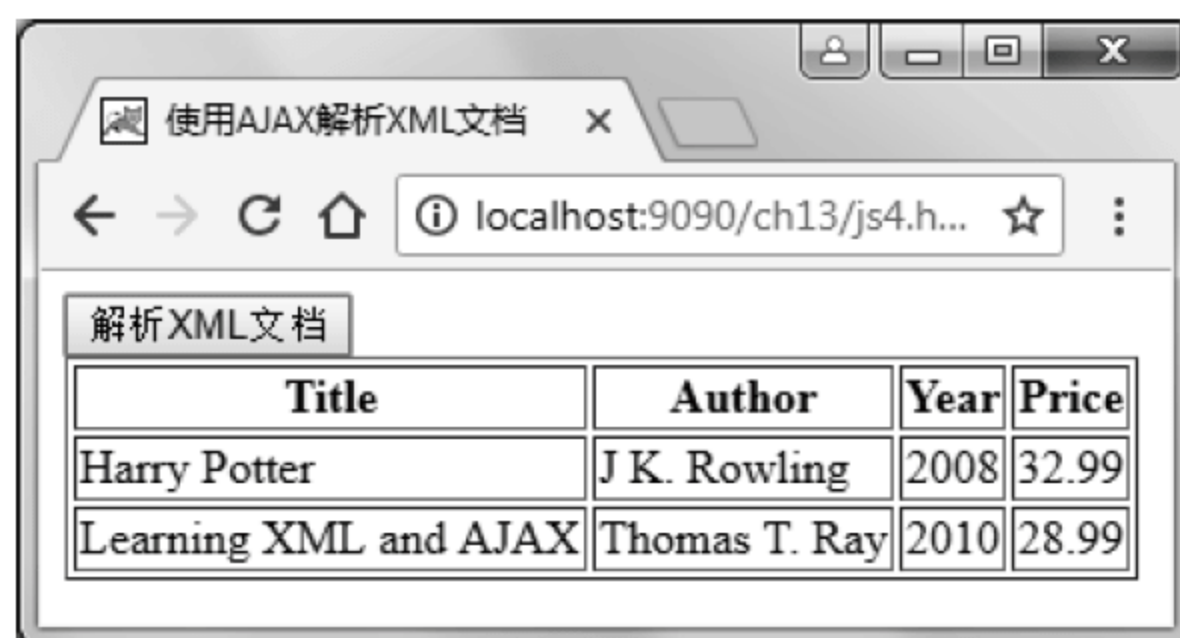 使用AJAX解析XML文档
localhost:9090/ch13/js4.h...
解析XML文档
Title Author Year Price
Harry Potter J K. Rowling 2008 32.99
Learning XML and AJAX Thomas T. Ray 2010 28.99